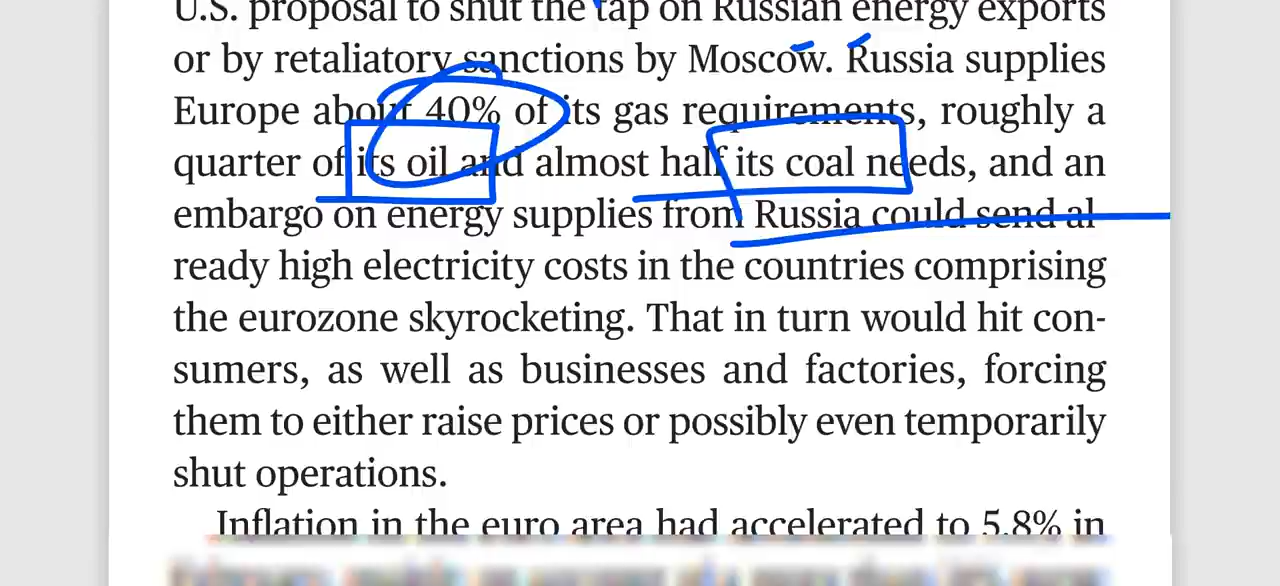 U.S. proposal to shut the tap on Russian energy exports
or by retaliatory sanctions by Moscow. Russia supplies
Europe about 40% of its gas requirements, roughly a
quarter of its oil and almost half its coal needs, and an
embargo on energy supplies from Russia could send al-
ready high electricity costs in the countries comprising
the eurozone skyrocketing. That in turn would hit con-
sumers, as well as businesses and factories, forcing
them to either raise prices or possibly even temporarily
shut operations.
Inflation in the euro area had accelerated to 5.8% in